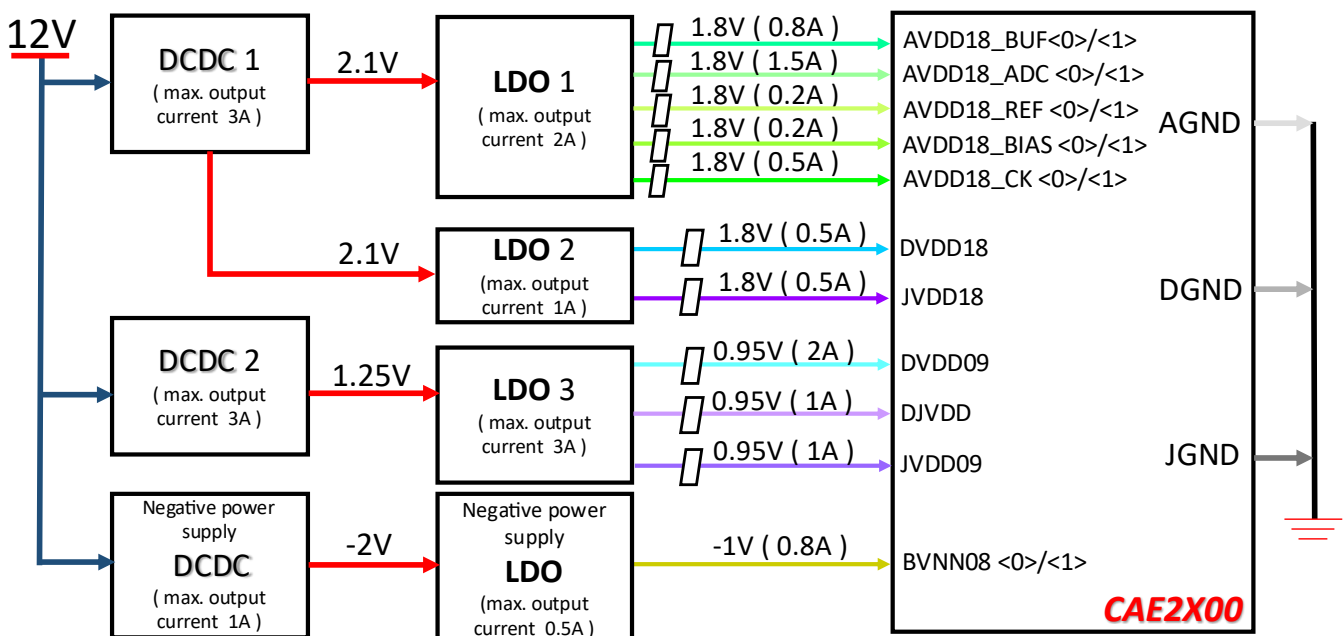 12V
DCDC 1
( max. output
current 3A )
2.1V
LDO 1
( max. output
current 2A )
1.8V ( 0.8A )
1.8V ( 1.5A )
1.8V ( 0.2A )
1.8V ( 0.2A )
1.8V ( 0.5A )
AVDD18_BUF<0>/<1>
AVDD18_ADC <0>/<1>
AVDD18_REF <0>/<1>
AVDD18_BIAS <0>/<1>
AVDD18_CK <0>/<1>
AGND
2.1V
LDO 2
(max. output
current 1A )
1.8V ( 0.5A )
1.8V ( 0.5A )
DVDD18
JVDD18
DGND
DCDC 2
( max. output
current 3A )
1.25V
LDO 3
( max. output
current 3A )
0.95V ( 2A )
0.95V ( 1A )
0.95V ( 1A )
DVDD09
DJVDD
JVDD09
JGND
Negative power
supply
DCDC
( max. output
current 1A )
-2V
Negative power
supply
LDO
(max. output
current 0.5A )
-1V ( 0.8A )
BVNN08 <0>/<1>
CAE2X00